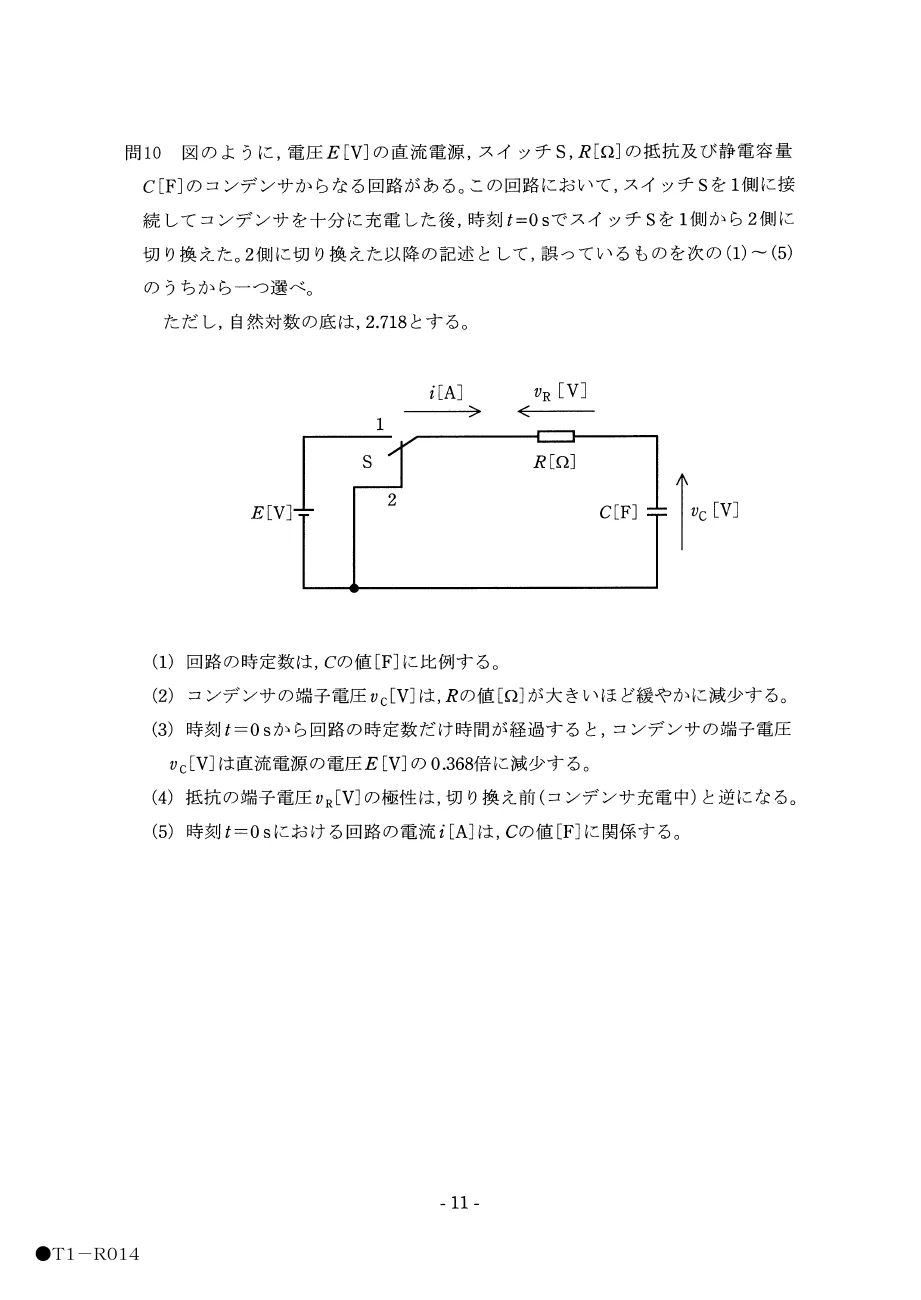 問10 図のように,電圧E[V]の直流電源,スイッチS,R[Ω]の抵抗及び静電容量
C[F]のコンデンサからなる回路がある。この回路において,スイッチSを1側に接
続してコンデンサを十分に充電した後,時刻t=0sでスイッチSを1側から2側に
切り換えた。2側に切り換えた以降の記述として,誤っているものを次の(1)～(5)
のうちから一つ選べ。
ただし,自然対数の底は,2.718とする。
i[A]
vR [V]
1
S
R[Ω]
2
E[V]
C[F]
vC [V]
(1) 回路の時定数は,Cの値[F]に比例する。
(2) コンデンサの端子電圧vC[V]は,Rの値[Ω]が大きいほど緩やかに減少する。
(3) 時刻t=0sから回路の時定数だけ時間が経過すると,コンデンサの端子電圧
vC[V]は直流電源の電圧E[V]の0.368倍に減少する。
(4) 抵抗の端子電圧vR[V]の極性は,切り換え前(コンデンサ充電中)と逆になる。
(5) 時刻t=0sにおける回路の電流i[A]は,Cの値[F]に関係する。
- 11 -
●T1-R014